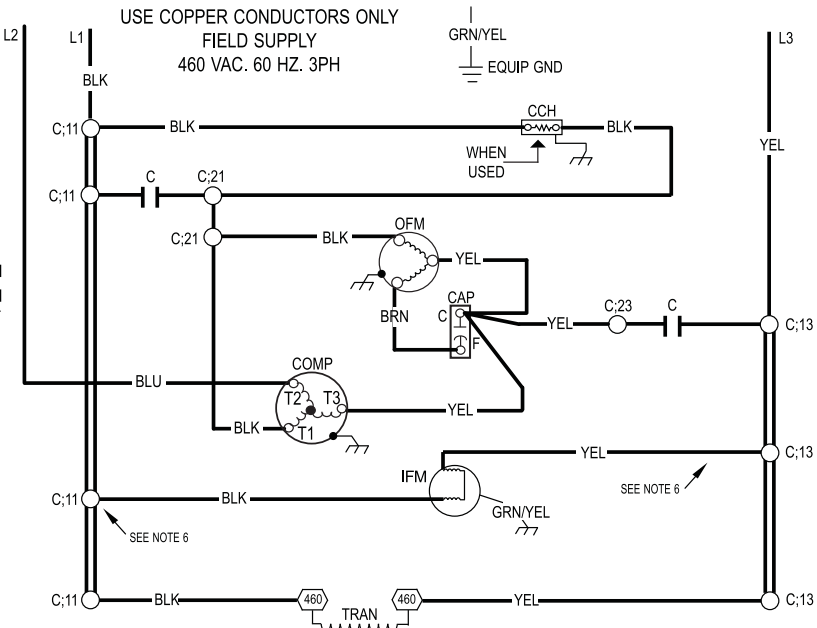 USE COPPER CONDUCTORS ONLY
FIELD SUPPLY
460 VAC. 60 HZ. 3PH
L2
L1
GRN/YEL
L3
EQUIP GND
BLK
CCH
C;11
BLK
BLK
WHEN
USED
YEL
C;11
C
C;21
C;21
BLK
OFM
YEL
BRN
CAP
C
F
YEL
C;23
C
C;13
COMP
BLU
T2
T3
YEL
BLK
T1
IFM
YEL
C;13
SEE NOTE 6
C;11
BLK
GRN/YEL
SEE NOTE 6
C;11
BLK
460
TRAN
460
YEL
C;13